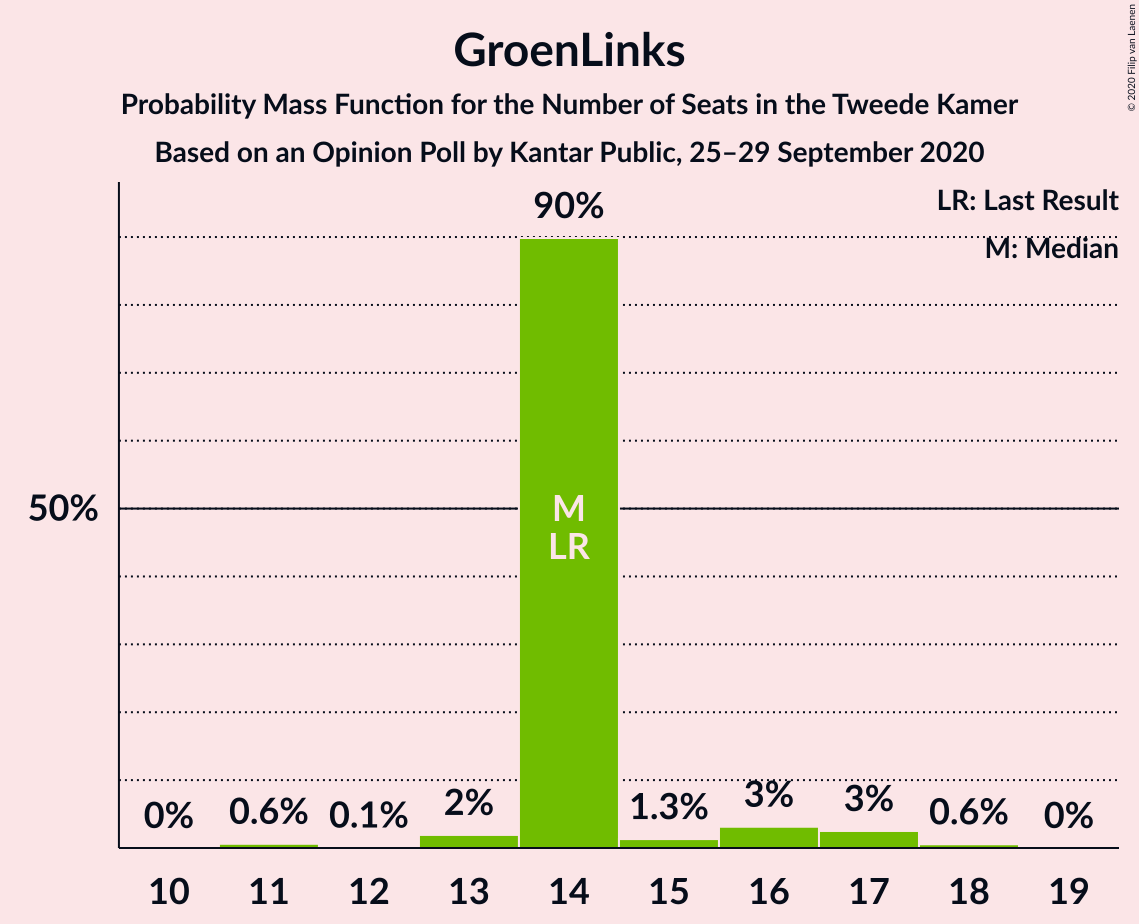 GroenLinks
Probability Mass Function for the Number of Seats in the Tweede Kamer
Based on an Opinion Poll by Kantar Public, 25–29 September 2020
© 2020 Filip van Laenen
LR: Last Result
M: Median
90%
50%
M
LR
0%
0.6%
0.1%
2%
1.3%
3%
3%
0.6%
0%
10
11
12
13
14
15
16
17
18
19